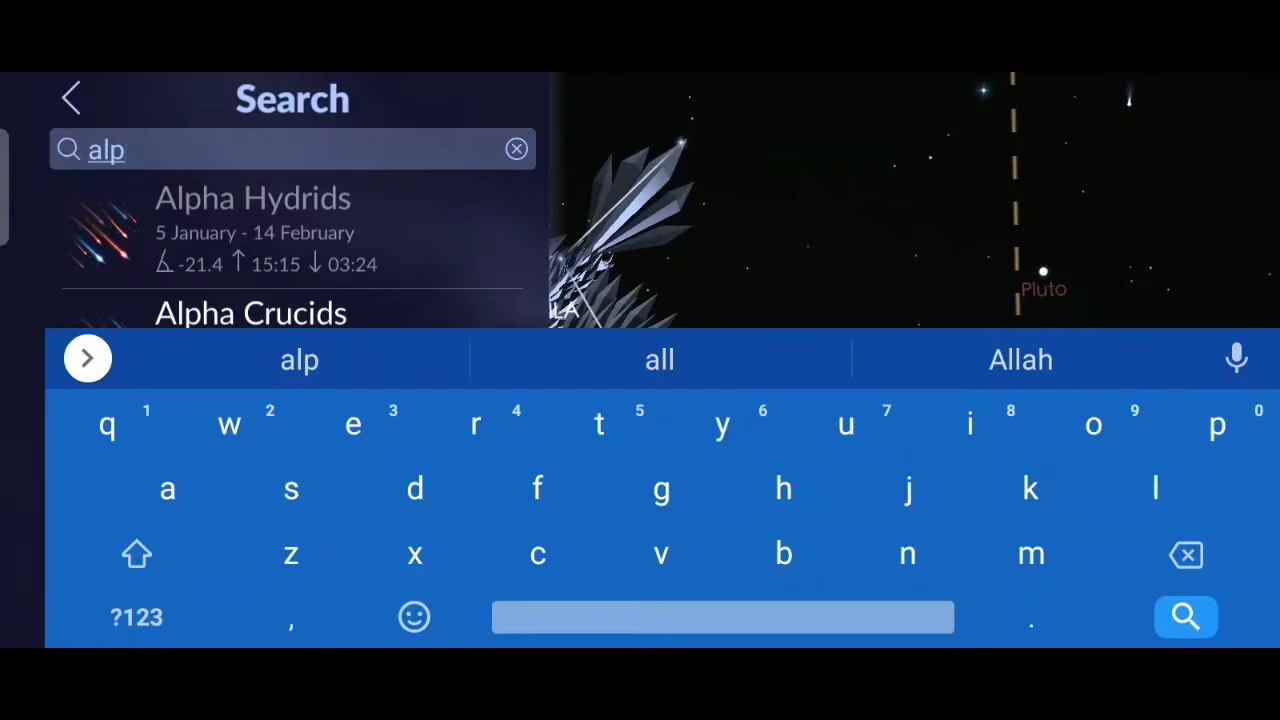 Search
alp
Alpha Hydrids
5 January - 14 February
-21.4 ↑ 15:15 ↓ 03:24
Alpha Crucids
LA
Pluto
alp all Allah
q 1 w 2 e 3 r 4 t 5 y 6 u 7 i 8 o 9 p 0
a s d f g h j k l
z x c v b n m
?123 , .